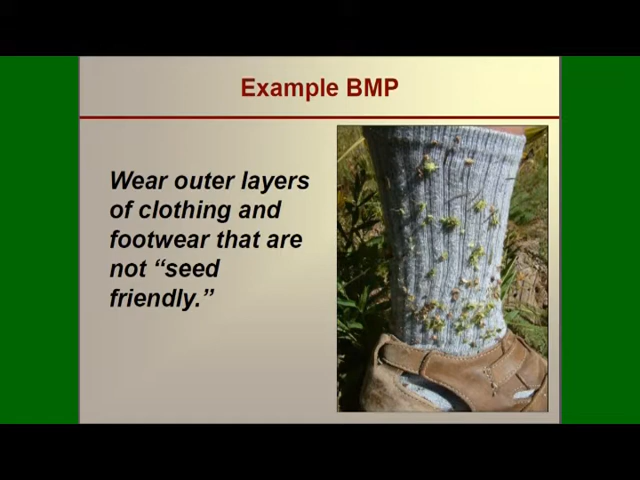 Example BMP
Wear outer layers
of clothing and
footwear that are
not “seed
friendly.”